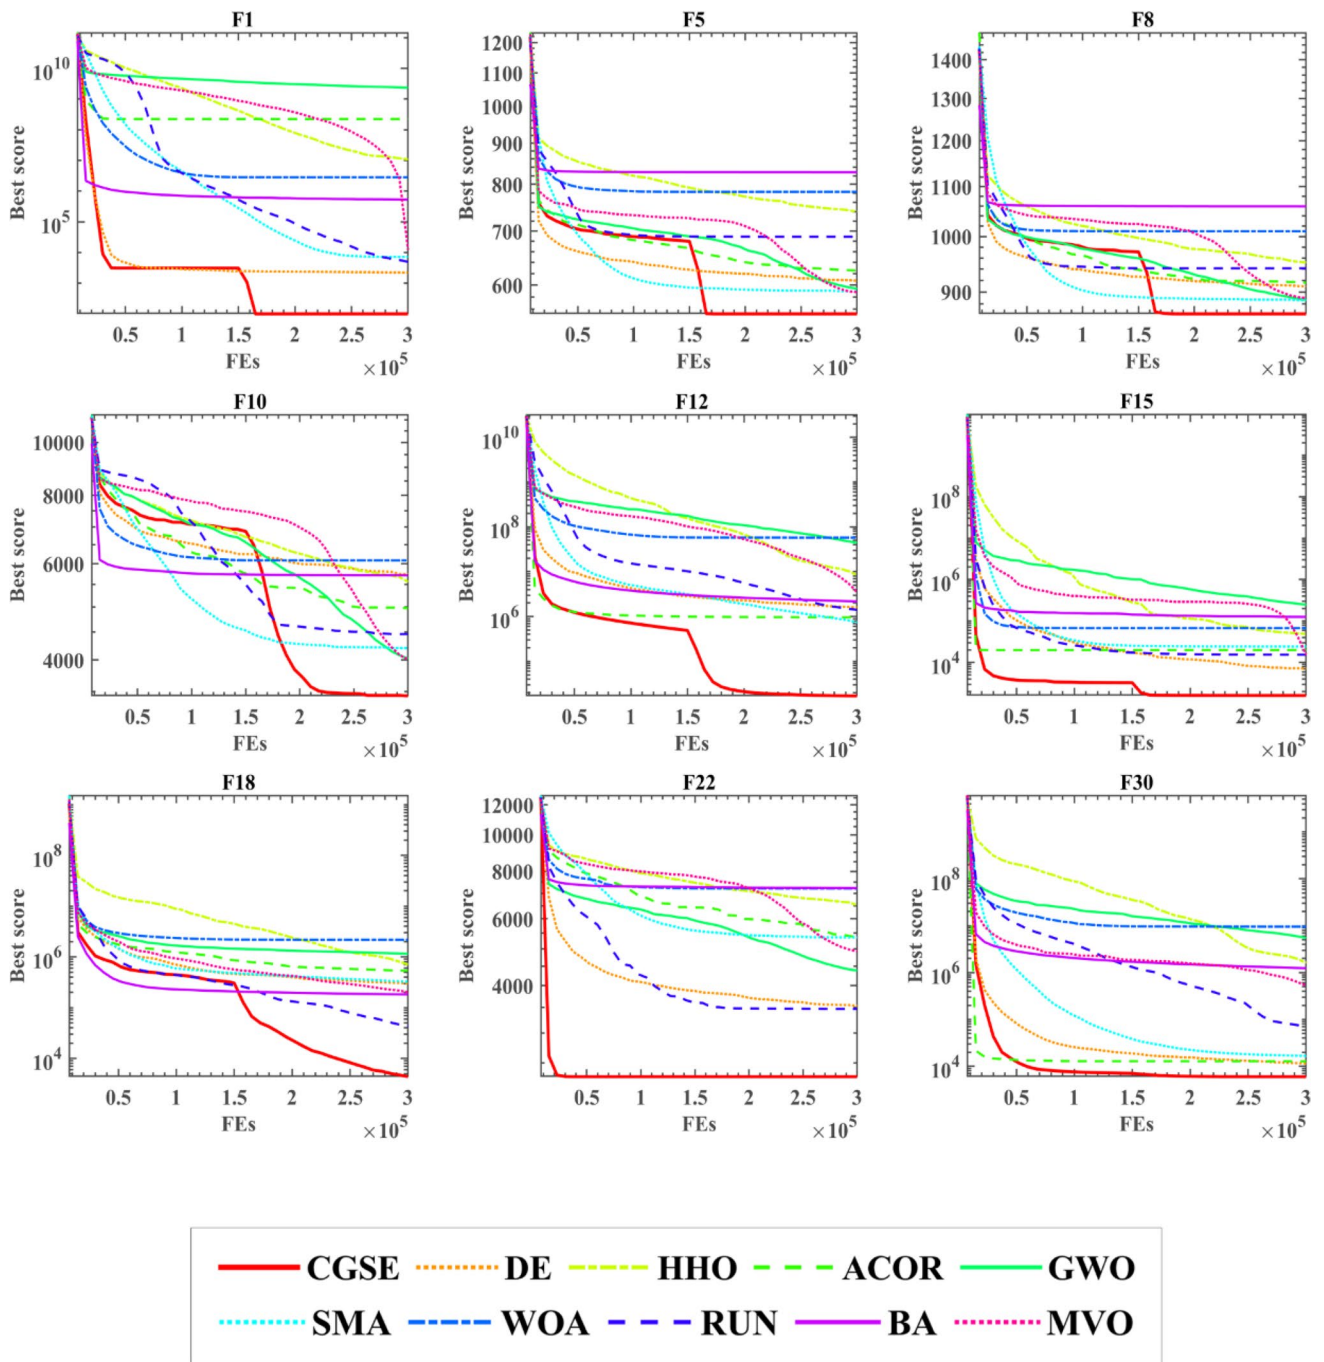 F1
Best score
10^10
10^5
0.5 1 1.5 2 2.5 3
FEs
×10^5
F5
Best score
1200
1100
1000
900
800
700
600
0.5 1 1.5 2 2.5 3
FEs
×10^5
F8
Best score
1400
1300
1200
1100
1000
900
0.5 1 1.5 2 2.5 3
FEs
×10^5
F10
Best score
10000
8000
6000
4000
0.5 1 1.5 2 2.5 3
FEs
×10^5
F12
Best score
10^10
10^8
10^6
0.5 1 1.5 2 2.5 3
FEs
×10^5
F15
Best score
10^8
10^6
10^4
0.5 1 1.5 2 2.5 3
FEs
×10^5
F18
Best score
10^8
10^6
10^4
0.5 1 1.5 2 2.5 3
FEs
×10^5
F22
Best score
12000
10000
8000
6000
4000
0.5 1 1.5 2 2.5 3
FEs
×10^5
F30
Best score
10^8
10^6
10^4
0.5 1 1.5 2 2.5 3
FEs
×10^5
CGSE DE HHO ACOR GWO
SMA WOA RUN BA MVO